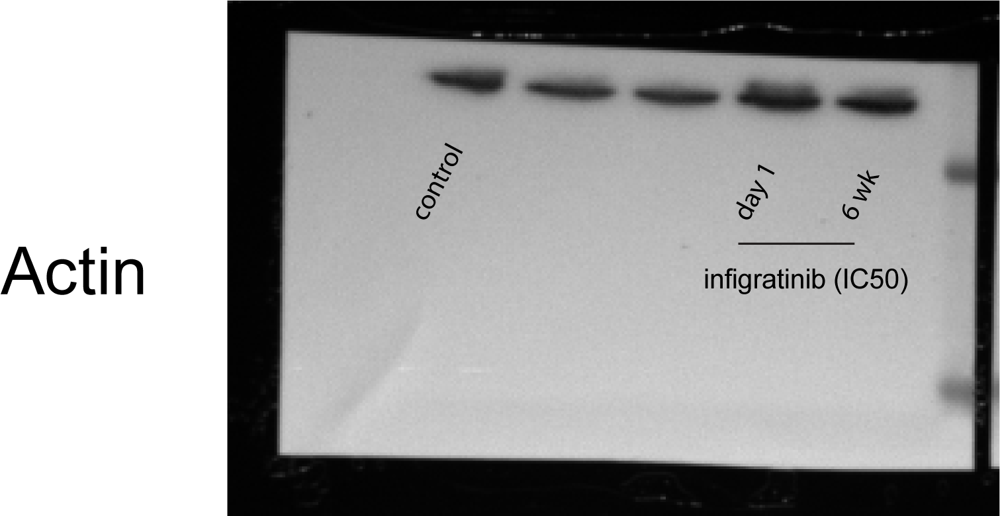 Actin
control
day 1
6 wk
infigratinib (IC50)